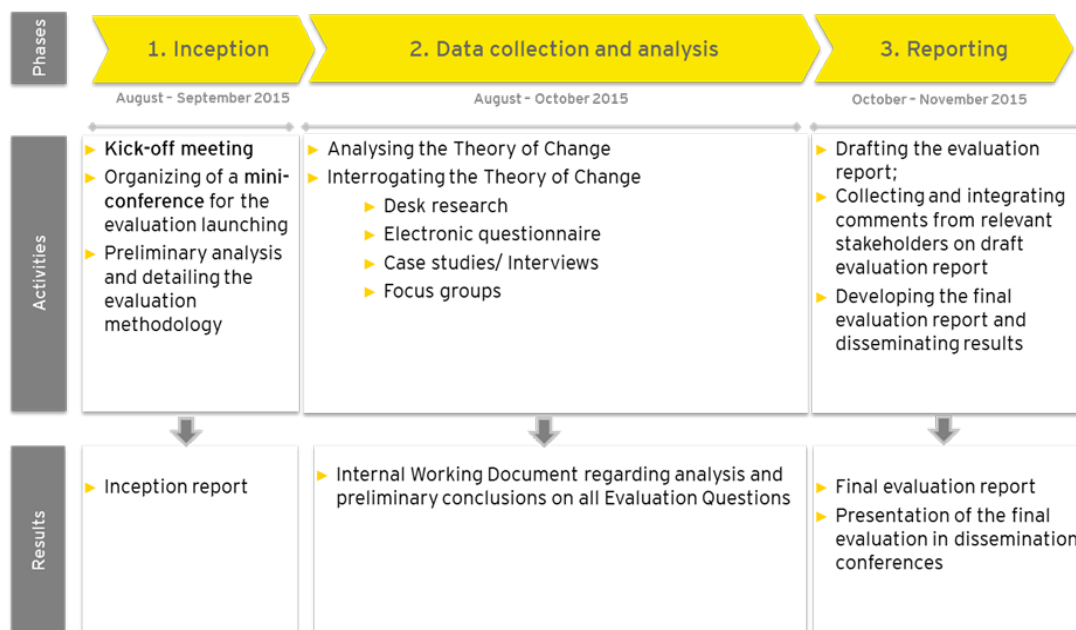 Phases
1. Inception
2. Data collection and analysis
3. Reporting
August – September 2015
August – October 2015
October – November 2015
Activities
Kick-off meeting
Organizing of a mini-
conference for the
evaluation launching
Preliminary analysis
and detailing the
evaluation
methodology
Analysing the Theory of Change
Interrogating the Theory of Change
Desk research
Electronic questionnaire
Case studies/ Interviews
Focus groups
Drafting the evaluation
report;
Collecting and integrating
comments from relevant
stakeholders on draft
evaluation report
Developing the final
evaluation report and
disseminating results
Results
Inception report
Internal Working Document regarding analysis and
preliminary conclusions on all Evaluation Questions
Final evaluation report
Presentation of the final
evaluation in dissemination
conferences